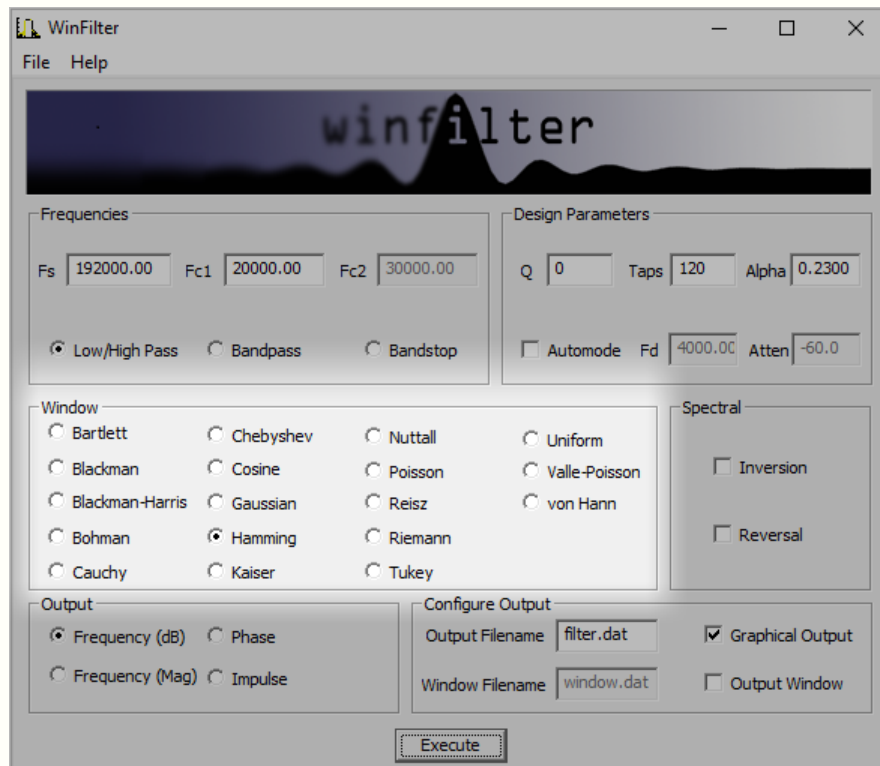 WinFilter
File Help
winfilter
Frequencies
Fs 192000.00 Fc1 20000.00 Fc2 30000.00
Low/High Pass Bandpass Bandstop
Design Parameters
Q 0 Taps 120 Alpha 0.2300
Automode Fd 4000.00 Atten -60.0
Window
Bartlett Chebyshev Nuttall Uniform
Blackman Cosine Poisson Valle-Poisson
Blackman-Harris Gaussian Reisz von Hann
Bohman Hamming Riemann
Cauchy Kaiser Tukey
Spectral
Inversion
Reversal
Output
Frequency (dB) Phase
Frequency (Mag) Impulse
Configure Output
Output Filename filter.dat Graphical Output
Window Filename window.dat Output Window
Execute